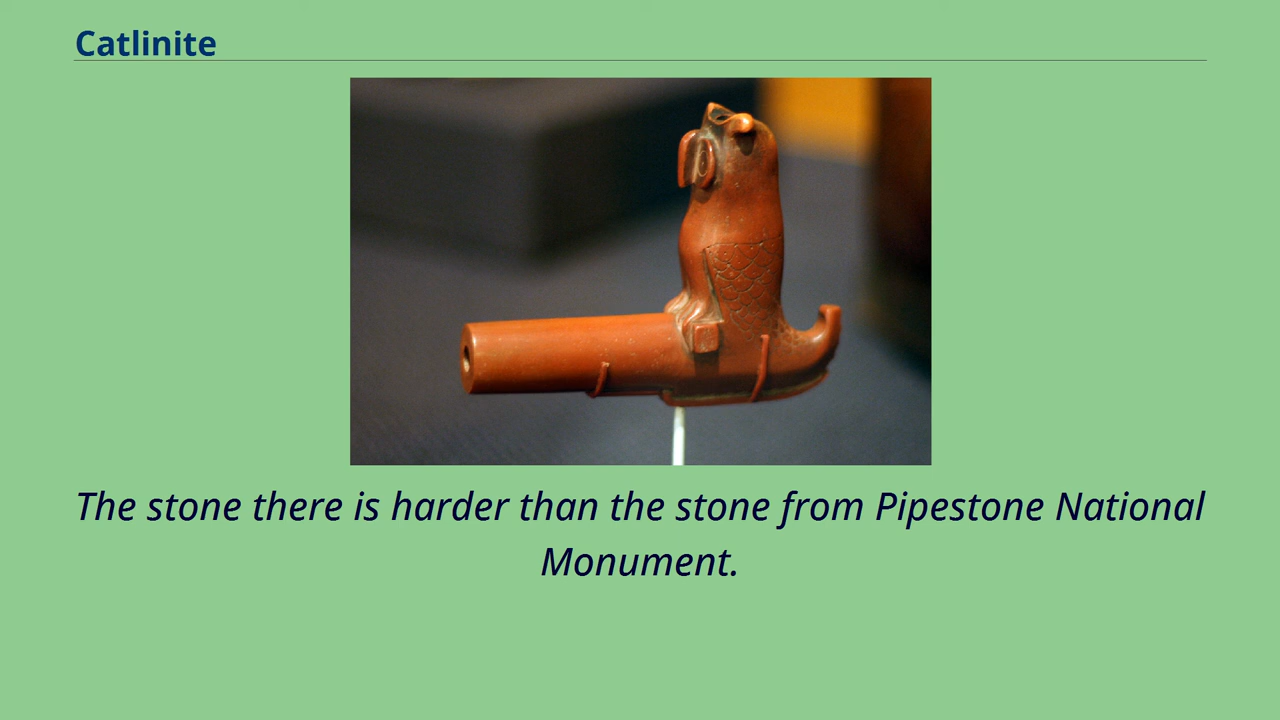 Catlinite
The stone there is harder than the stone from Pipestone National
Monument.